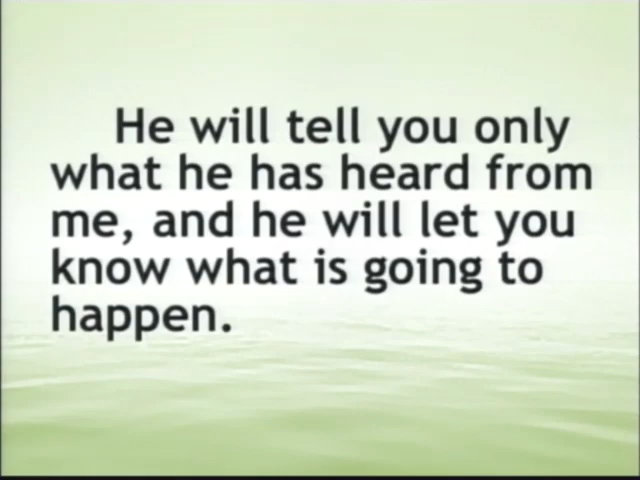 He will tell you only
what he has heard from
me, and he will let you
know what is going to
happen.